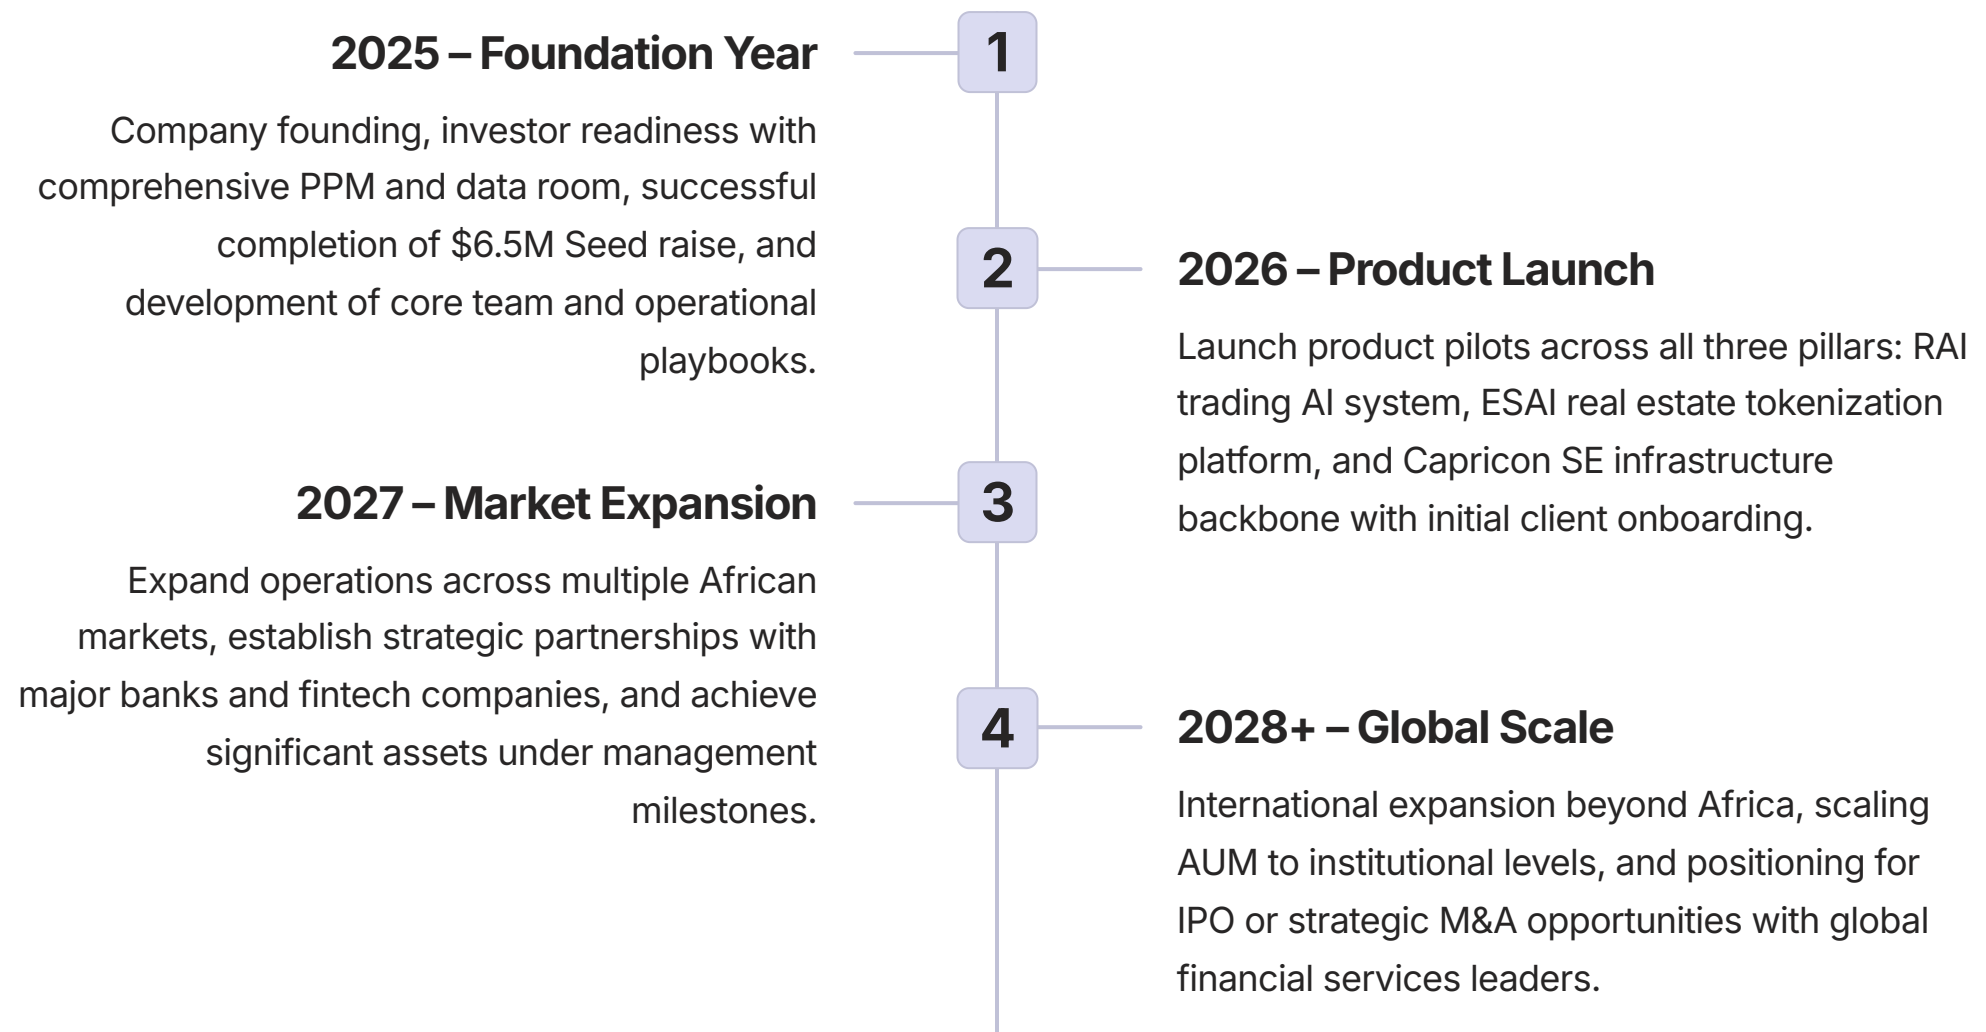 1
2025 – Foundation Year
Company founding, investor readiness with
comprehensive PPM and data room, successful
completion of $6.5M Seed raise, and
development of core team and operational
playbooks.
2
2026 – Product Launch
Launch product pilots across all three pillars: RAI
trading AI system, ESAI real estate tokenization
platform, and Capricon SE infrastructure
backbone with initial client onboarding.
3
2027 – Market Expansion
Expand operations across multiple African
markets, establish strategic partnerships with
major banks and fintech companies, and achieve
significant assets under management
milestones.
4
2028+ – Global Scale
International expansion beyond Africa, scaling
AUM to institutional levels, and positioning for
IPO or strategic M&A opportunities with global
financial services leaders.